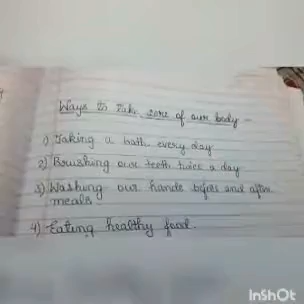 Ways to take care of our body -
1) Taking a bath every day
2) Brushing our teeth twice a day
3) Washing our hands before and after
meals
4) Eating healthy food.
InShOt